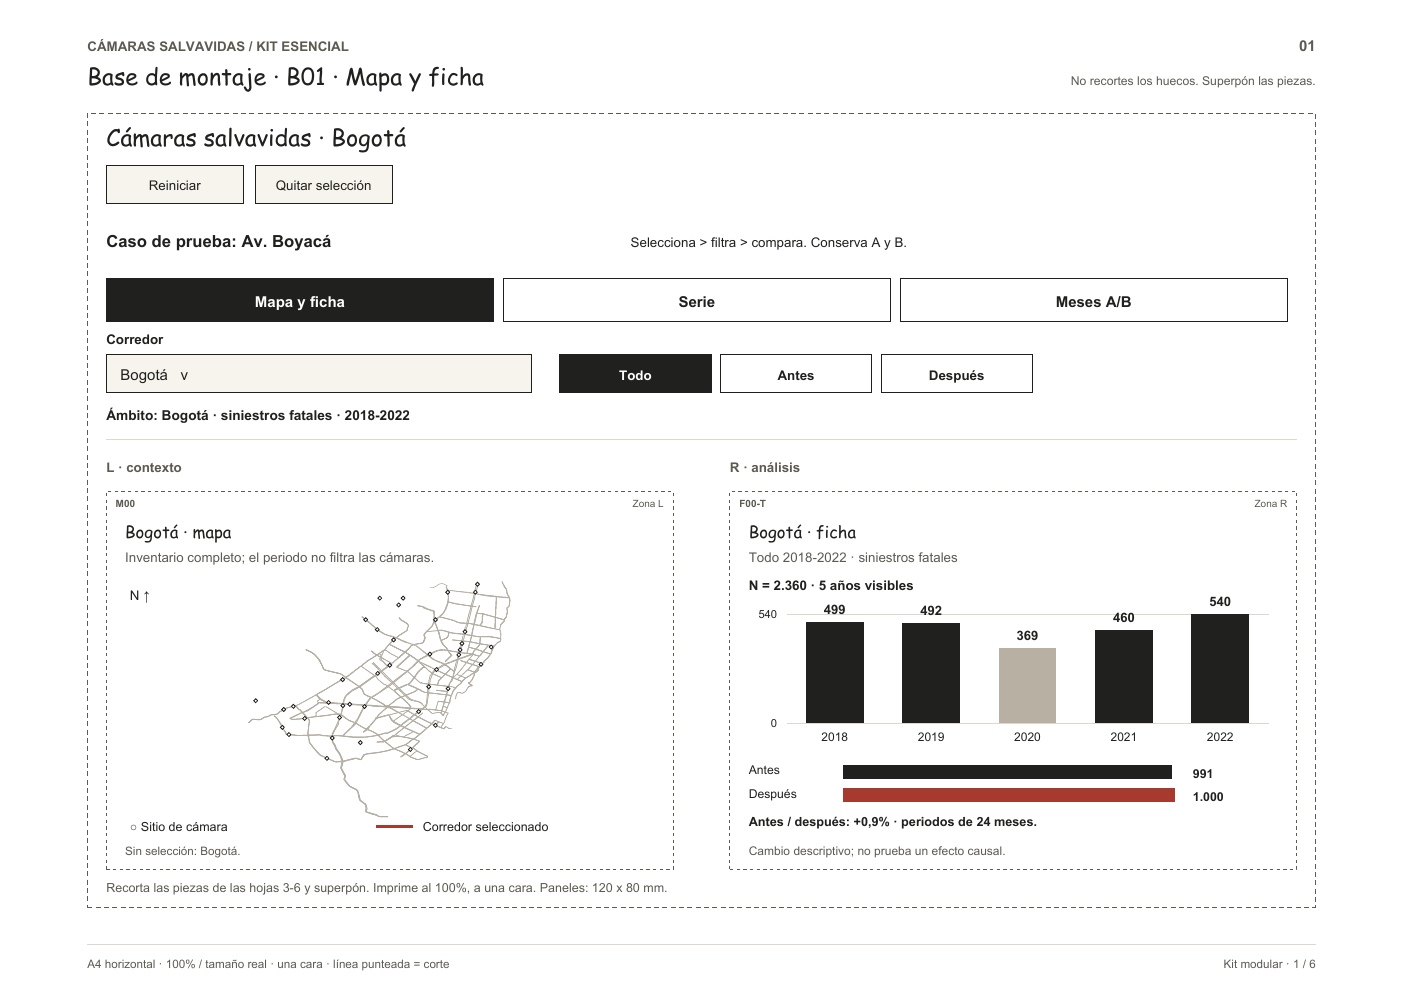 CÁMARAS SALVAVIDAS / KIT ESENCIAL
01
Base de montaje · B01 · Mapa y ficha
No recortes los huecos. Superpón las piezas.
Cámaras salvavidas · Bogotá
Reiniciar
Quitar selección
Caso de prueba: Av. Boyacá
Selecciona > filtra > compara. Conserva A y B.
Mapa y ficha
Serie
Meses A/B
Corredor
Bogotá v
Todo
Antes
Después
Ámbito: Bogotá · siniestros fatales · 2018-2022
L · contexto
R · análisis
M00
Zona L
Bogotá · mapa
Inventario completo; el periodo no filtra las cámaras.
N ↑
○ Sitio de cámara
Corredor seleccionado
Sin selección: Bogotá.
F00-T
Zona R
Bogotá · ficha
Todo 2018-2022 · siniestros fatales
N = 2.360 · 5 años visibles
540
499
492
369
460
540
0
2018
2019
2020
2021
2022
Antes
991
Después
1.000
Antes / después: +0,9% · periodos de 24 meses.
Cambio descriptivo; no prueba un efecto causal.
Recorta las piezas de las hojas 3-6 y superpón. Imprime al 100%, a una cara. Paneles: 120 x 80 mm.
A4 horizontal · 100% / tamaño real · una cara · línea punteada = corte
Kit modular · 1 / 6